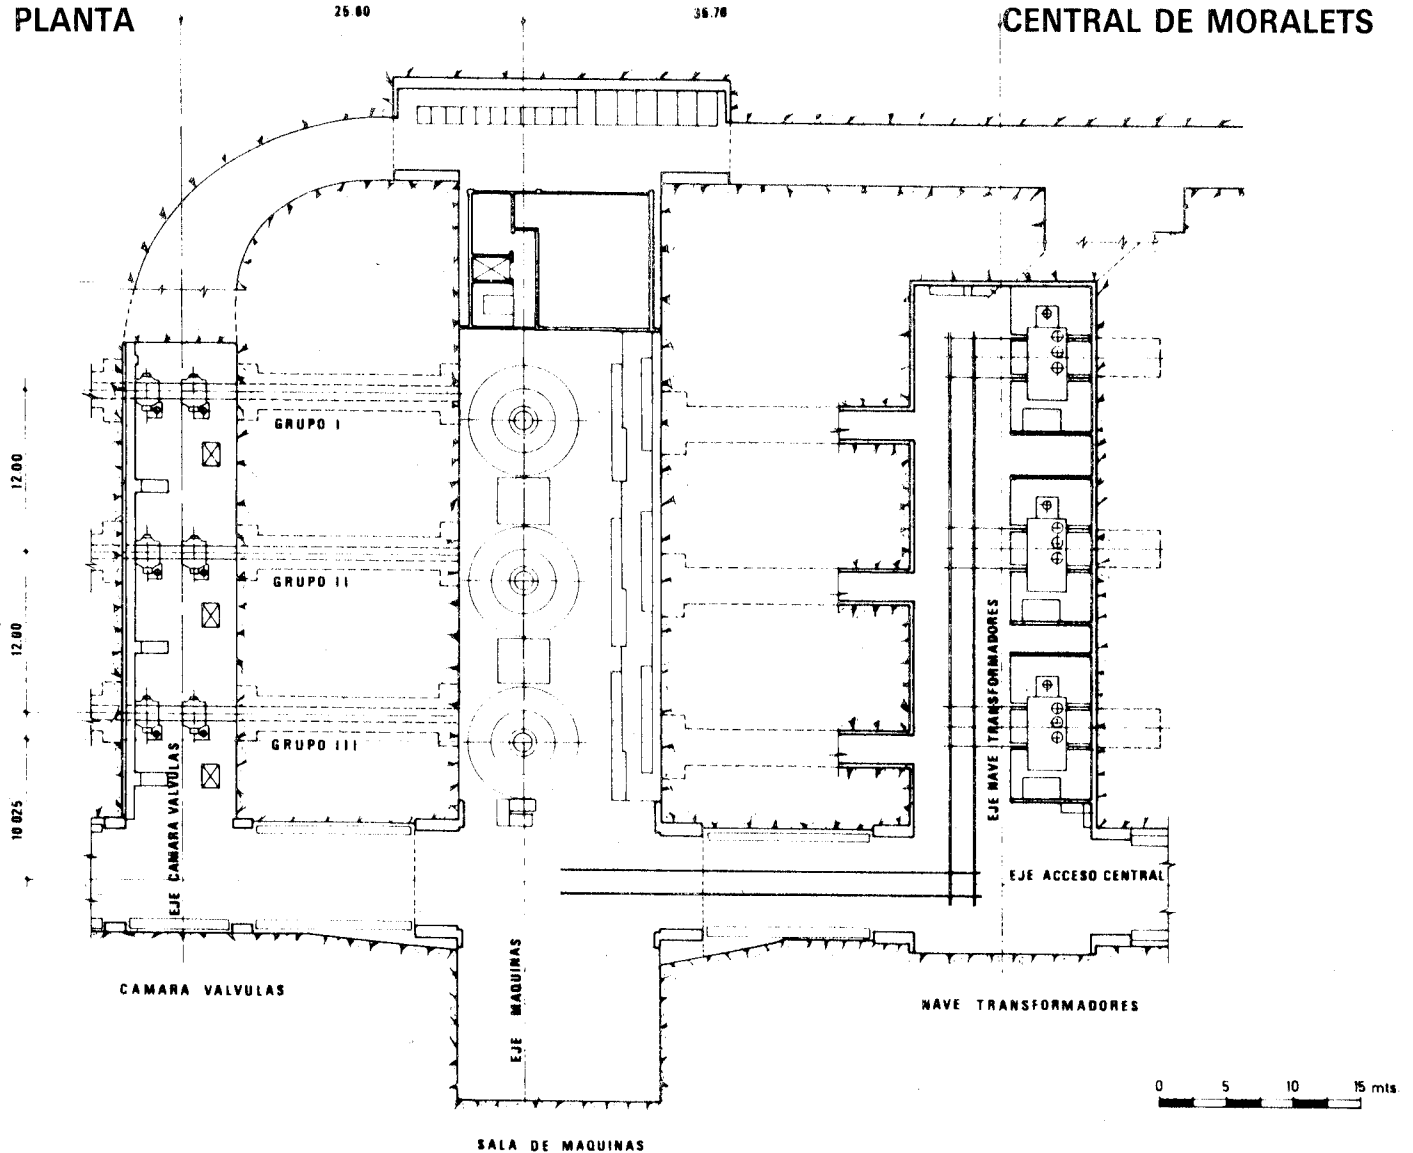 PLANTA
25.60
36.70
CENTRAL DE MORALETS
GRUPO I
12.00
GRUPO II
12.00
GRUPO III
10.025
EJE CAMARA VALVULAS
EJE MAQUINAS
EJE NAVE TRANSFORMADORES
EJE ACCESO CENTRAL
CAMARA VALVULAS
NAVE TRANSFORMADORES
0 5 10 15 mts.
SALA DE MAQUINAS